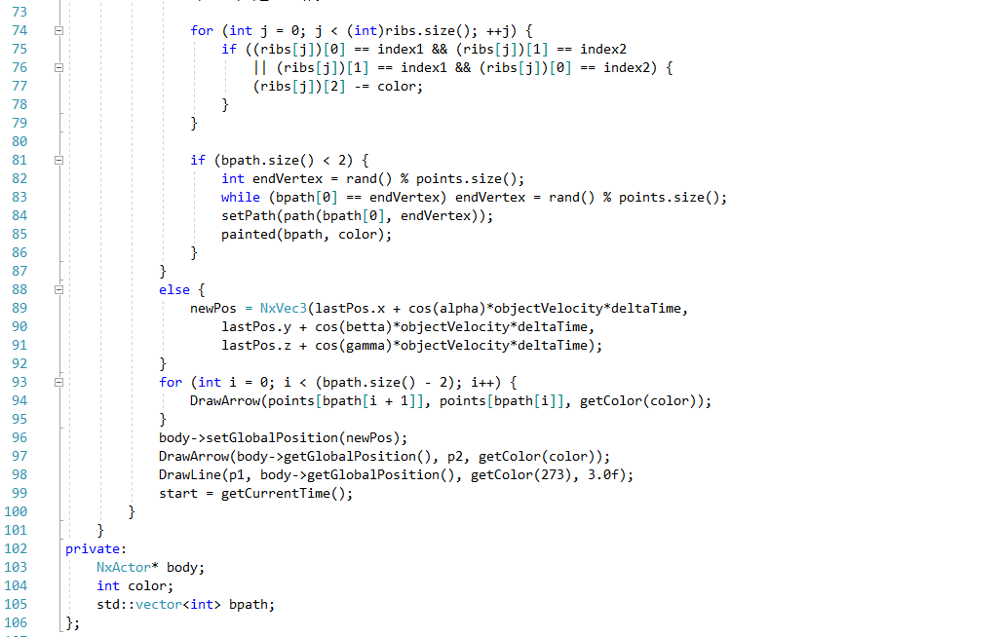 73
74 for (int j = 0; j < (int)ribs.size(); ++j) {
75 if ((ribs[j])[0] == index1 && (ribs[j])[1] == index2
76 || (ribs[j])[1] == index1 && (ribs[j])[0] == index2) {
77 (ribs[j])[2] -= color;
78 }
79 }
80
81 if (bpath.size() < 2) {
82 int endVertex = rand() % points.size();
83 while (bpath[0] == endVertex) endVertex = rand() % points.size();
84 setPath(path(bpath[0], endVertex));
85 painted(bpath, color);
86 }
87 }
88 else {
89 newPos = NxVec3(lastPos.x + cos(alpha)*objectVelocity*deltaTime,
90 lastPos.y + cos(betta)*objectVelocity*deltaTime,
91 lastPos.z + cos(gamma)*objectVelocity*deltaTime);
92 }
93 for (int i = 0; i < (bpath.size() - 2); i++) {
94 DrawArrow(points[bpath[i + 1]], points[bpath[i]], getColor(color));
95 }
96 body->setGlobalPosition(newPos);
97 DrawArrow(body->getGlobalPosition(), p2, getColor(color));
98 DrawLine(p1, body->getGlobalPosition(), getColor(273), 3.0f);
99 start = getCurrentTime();
100 }
101 }
102 private:
103 NxActor* body;
104 int color;
105 std::vector<int> bpath;
106 };